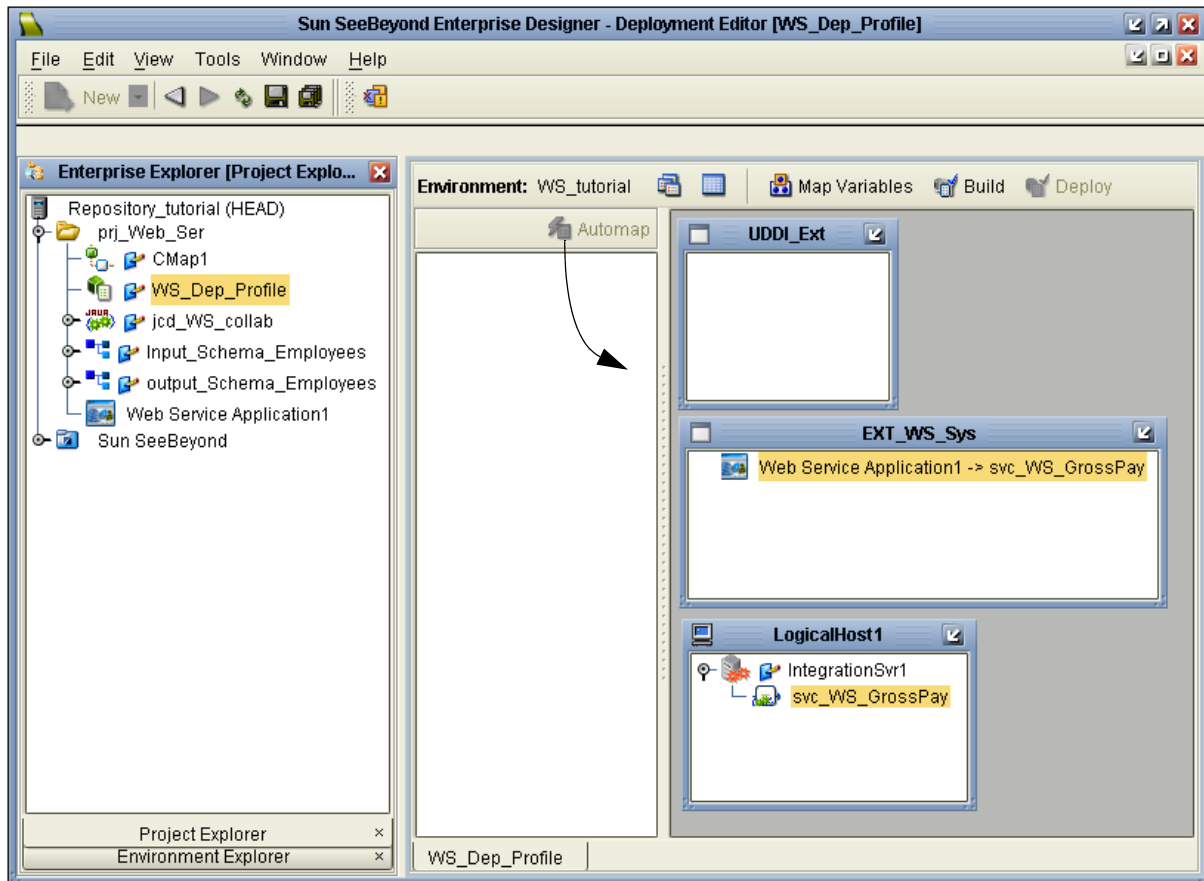 Sun SeeBeyond Enterprise Designer - Deployment Editor [WS_Dep_Profile]
File Edit View Tools Window Help
New
Enterprise Explorer [Project Explo...
Repository_tutorial (HEAD)
prj_Web_Ser
CMap1
WS_Dep_Profile
JAVA
jcd_WS_collab
Input_Schema_Employees
output_Schema_Employees
Web Service Application1
Sun SeeBeyond
Project Explorer ×
Environment Explorer ×
Environment: WS_tutorial Map Variables Build Deploy
Automap
UDDI_Ext
EXT_WS_Sys
Web Service Application1 -> svc_WS_GrossPay
LogicalHost1
IntegrationSvr1
svc_WS_GrossPay
WS_Dep_Profile